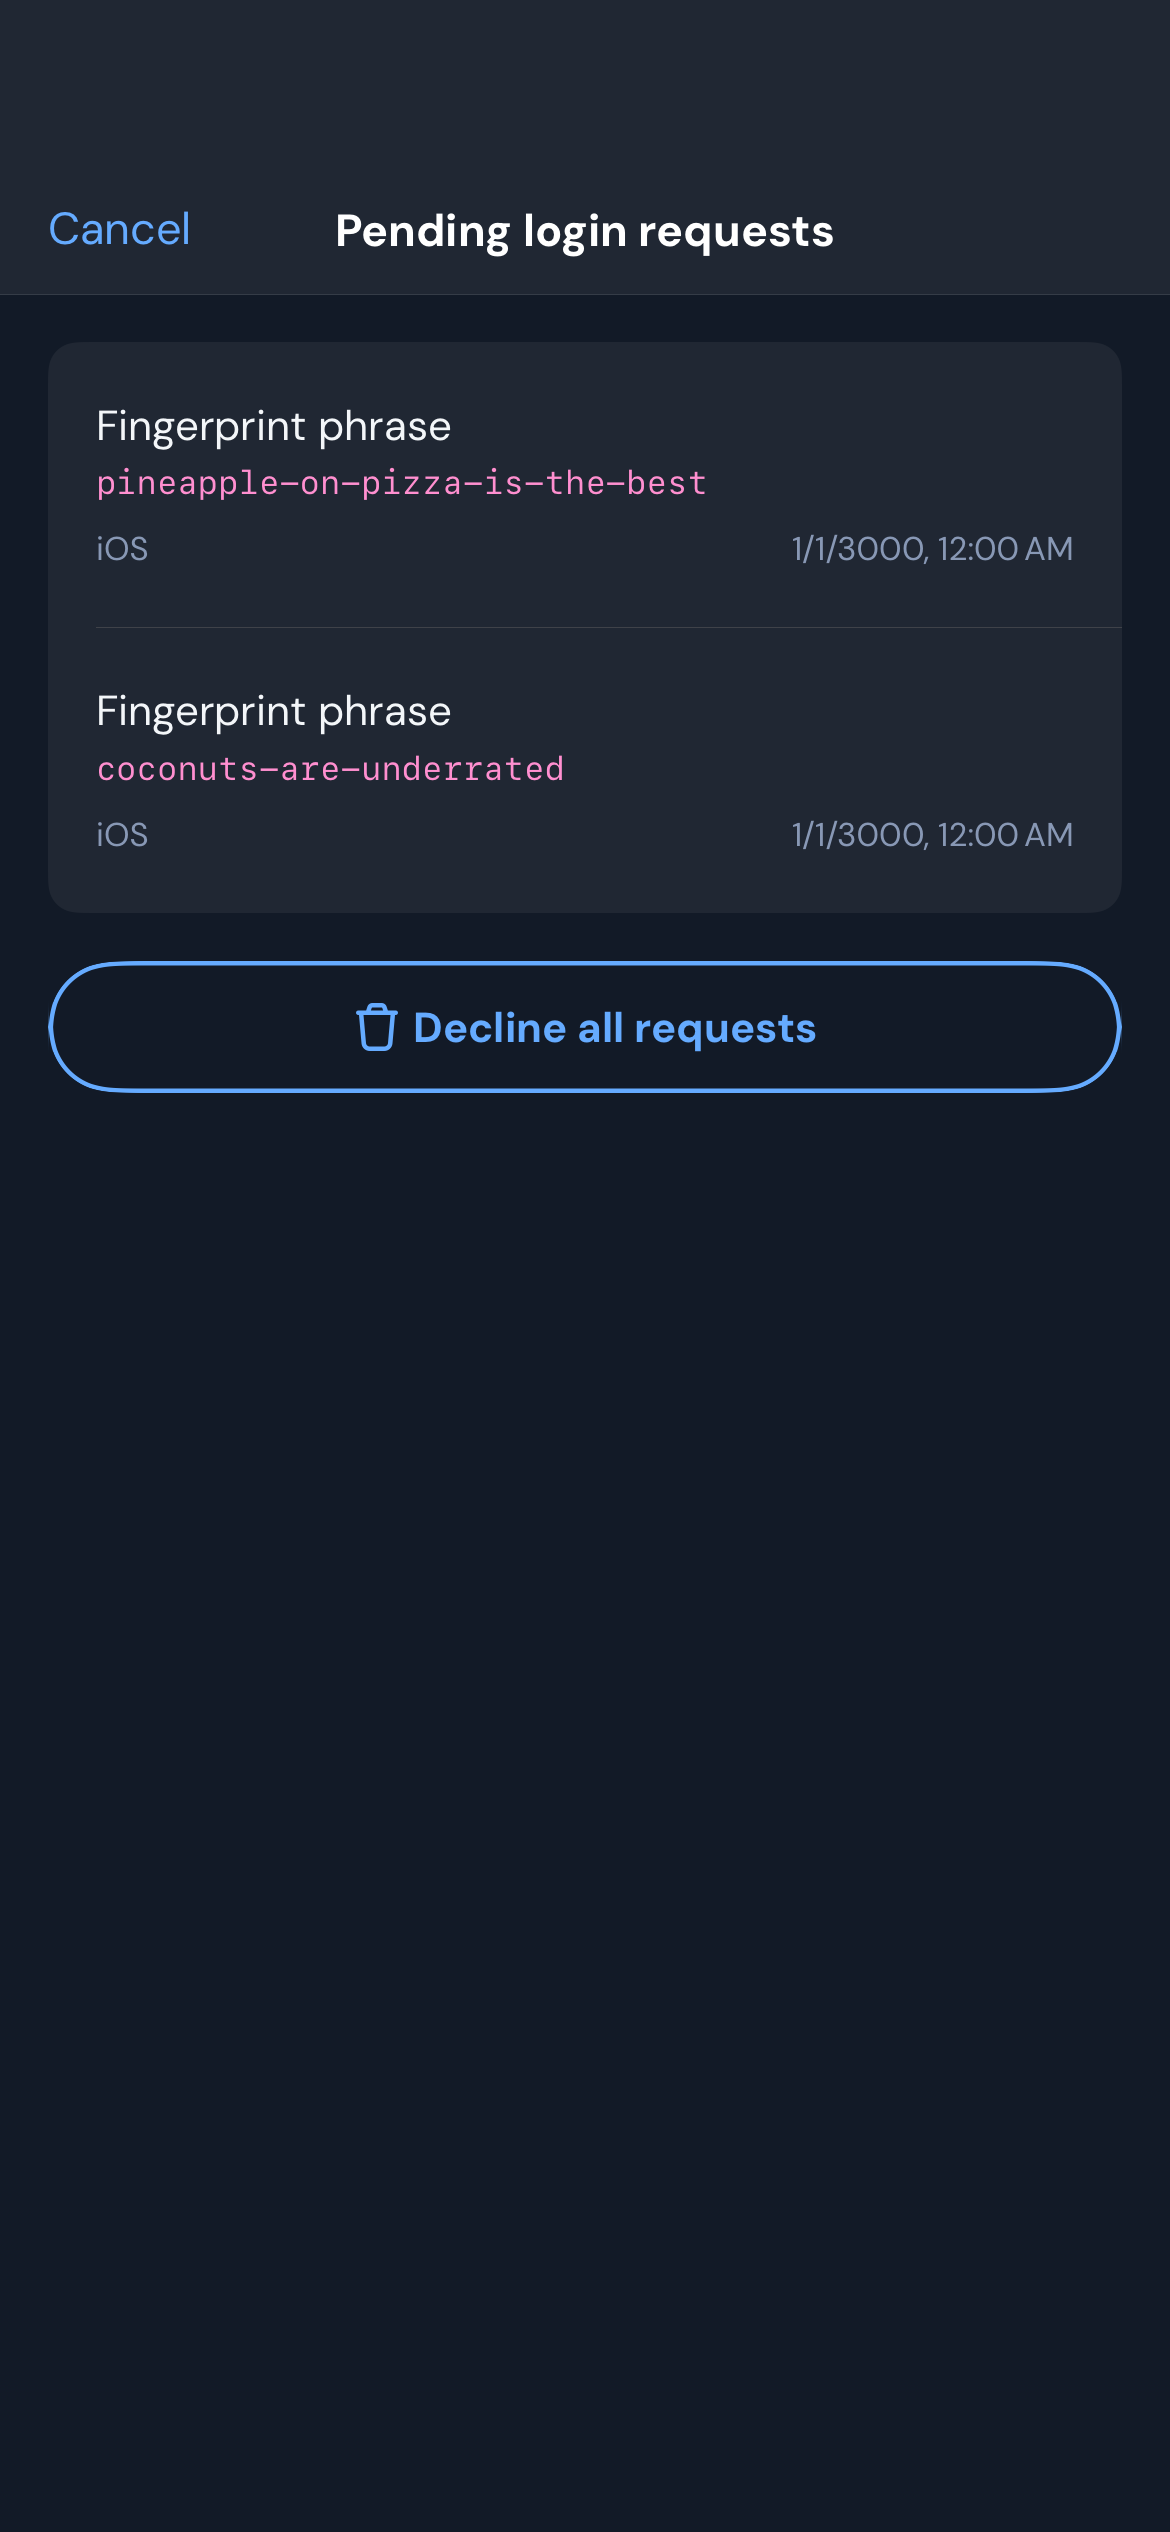 Cancel
Pending login requests
Fingerprint phrase
pineapple-on-pizza-is-the-best
iOS 1/1/3000, 12:00 AM
Fingerprint phrase
coconuts-are-underrated
iOS 1/1/3000, 12:00 AM
Decline all requests